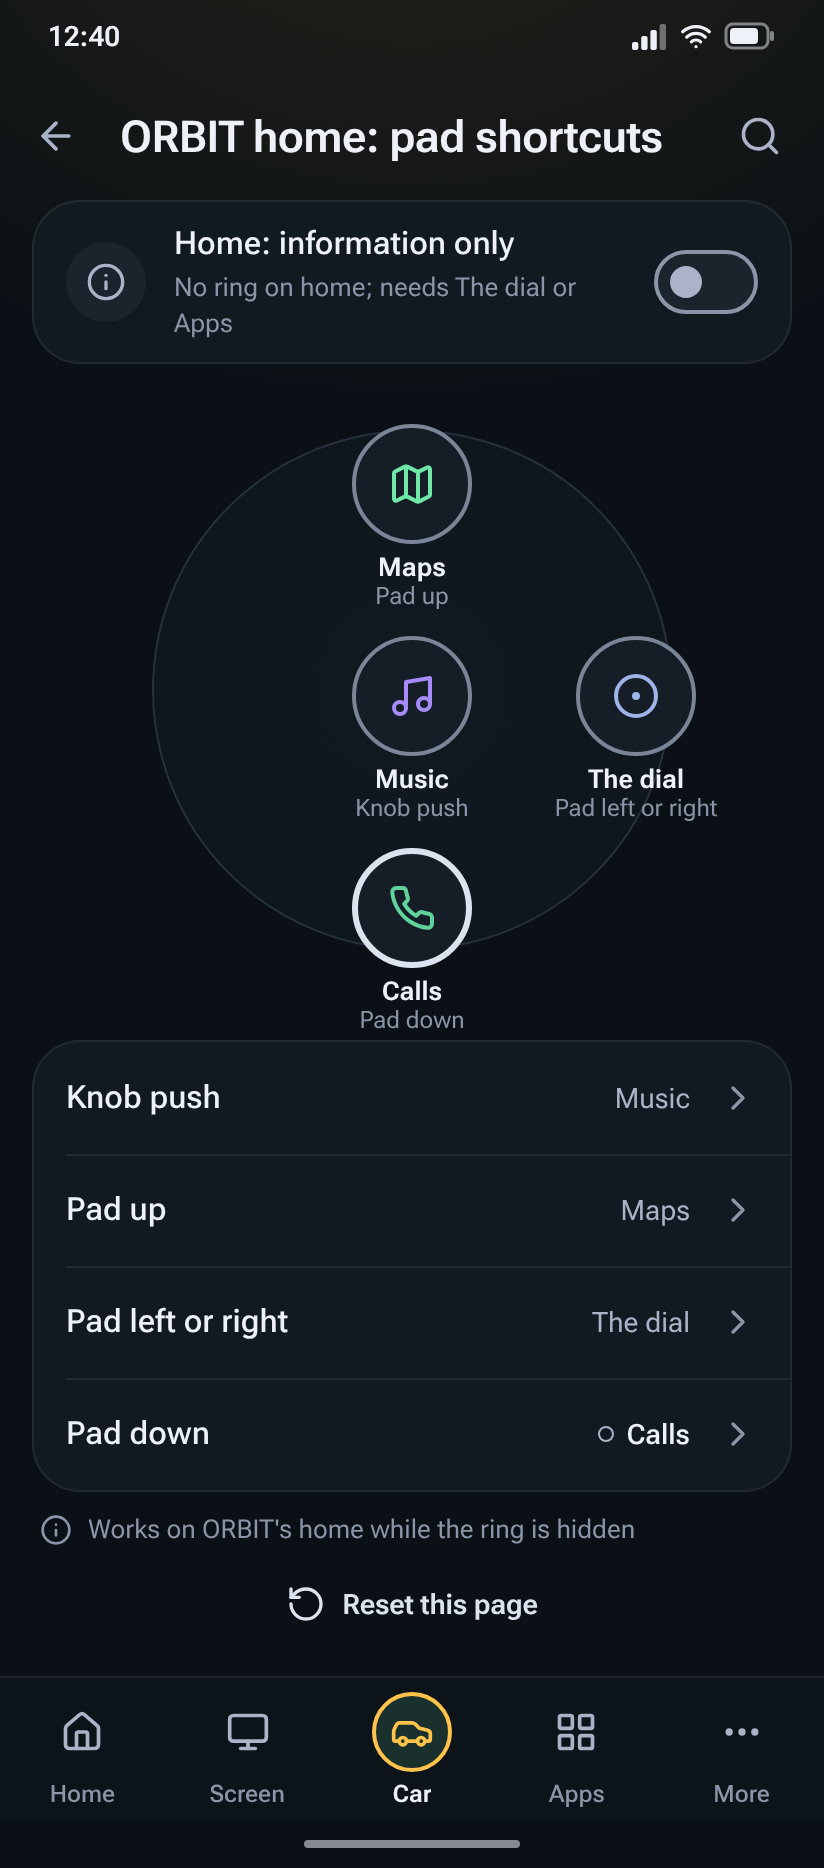 12:40
ORBIT home: pad shortcuts
Home: information only
No ring on home; needs The dial or
Apps
Maps
Pad up
Music
Knob push
The dial
Pad left or right
Calls
Pad down
Knob push Music
Pad up Maps
Pad left or right The dial
Pad down Calls
Works on ORBIT's home while the ring is hidden
Reset this page
Home Screen Car Apps More